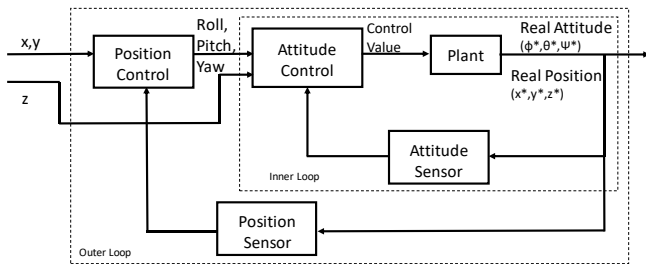 x,y
z
Position
Control
Roll,
Pitch,
Yaw
Attitude
Control
Control
Value
Plant
Real Attitude
(ϕ*,θ*,Ψ*)
Real Position
(x*,y*,z*)
Attitude
Sensor
Inner Loop
Position
Sensor
Outer Loop